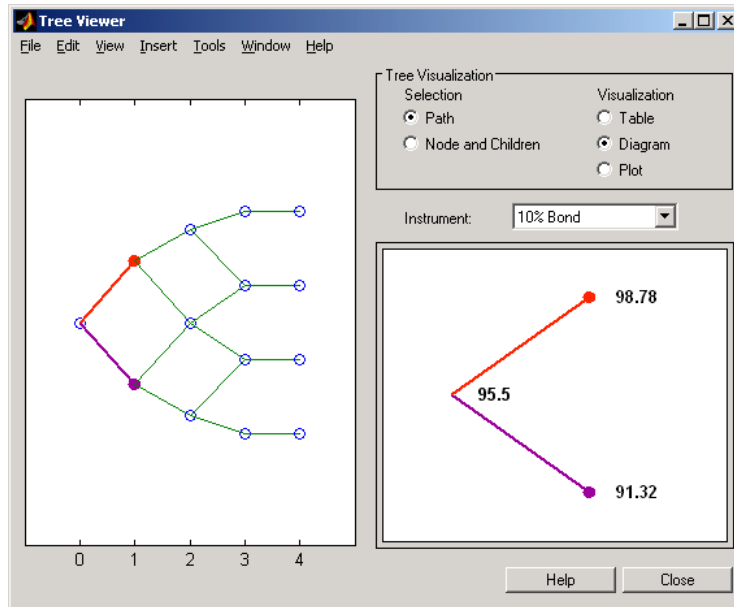 Tree Viewer
File Edit View Insert Tools Window Help
Tree Visualization
Selection Visualization
Path Table
Node and Children Diagram
Plot
Instrument: 10% Bond
98.78
95.5
91.32
0 1 2 3 4
Help Close